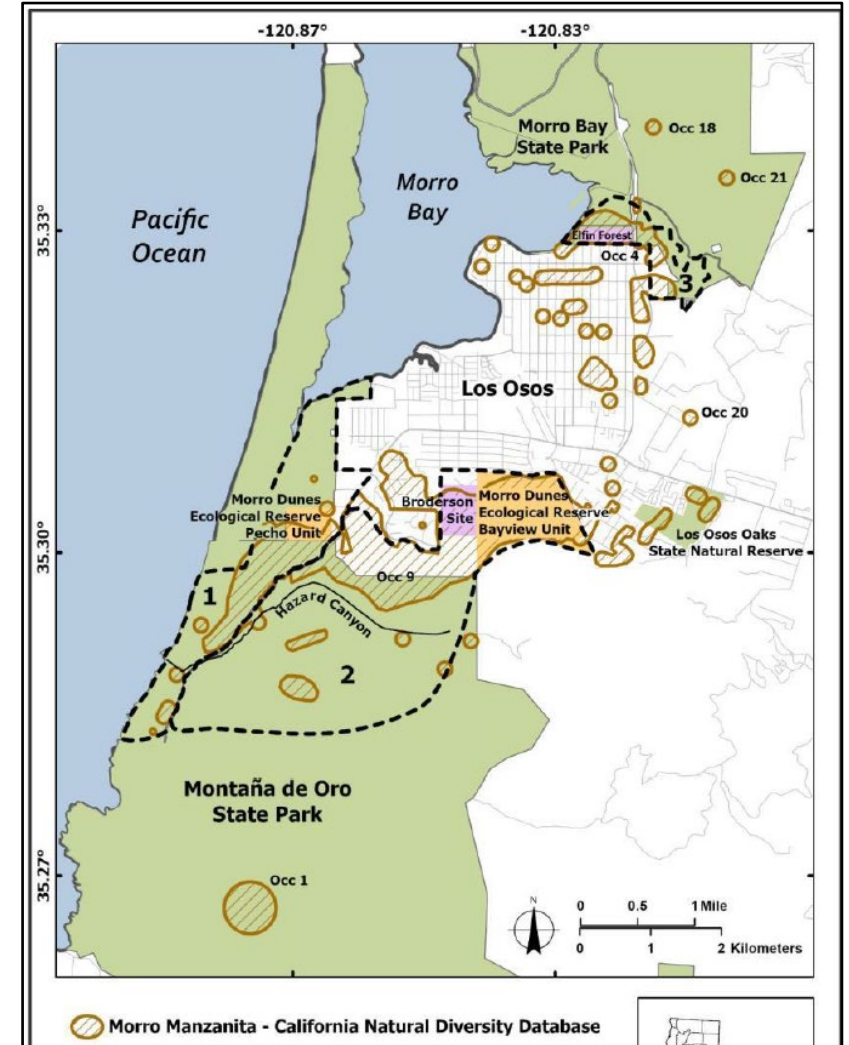 -120.87°
-120.83°
Morro Bay
State Park
Occ 18
Occ 21
Morro
Bay
Pacific
Ocean
35.33°
Elfin Forest
Occ 4
3
Los Osos
Occ 20
Morro Dunes
Ecological Reserve
Pecho Unit
Broderson
Site
Morro Dunes
Ecological Reserve
Bayview Unit
Los Osos Oaks
State Natural Reserve
35.30°
Occ 9
1
Hazard Canyon
2
Montaña de Oro
State Park
35.27°
Occ 1
N
0 0.5 1 Mile
0 1 2 Kilometers
Morro Manzanita - California Natural Diversity Database